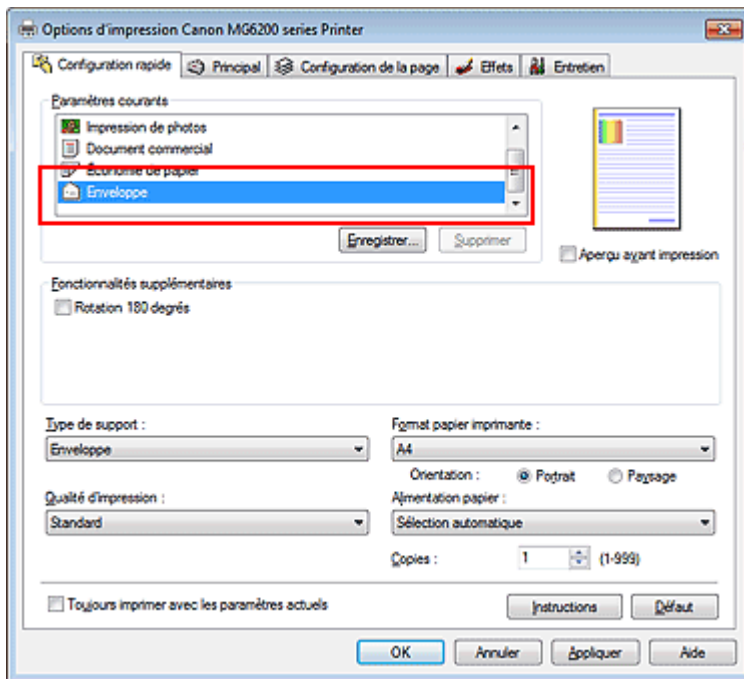 Options d'impression Canon MG6200 series Printer
Configuration rapide Principal Configuration de la page Effets Entretien
Paramètres courants
Impression de photos
Document commercial
Économie de papier
Enveloppe
Enregistrer... Supprimer
Aperçu avant impression
Fonctionnalités supplémentaires
Rotation 180 degrés
Type de support : Format papier imprimante :
Enveloppe A4
Orientation : Portrait Paysage
Qualité d'impression : Alimentation papier :
Standard Sélection automatique
Copies : 1 (1-999)
Toujours imprimer avec les paramètres actuels Instructions Défaut
OK Annuler Appliquer Aide